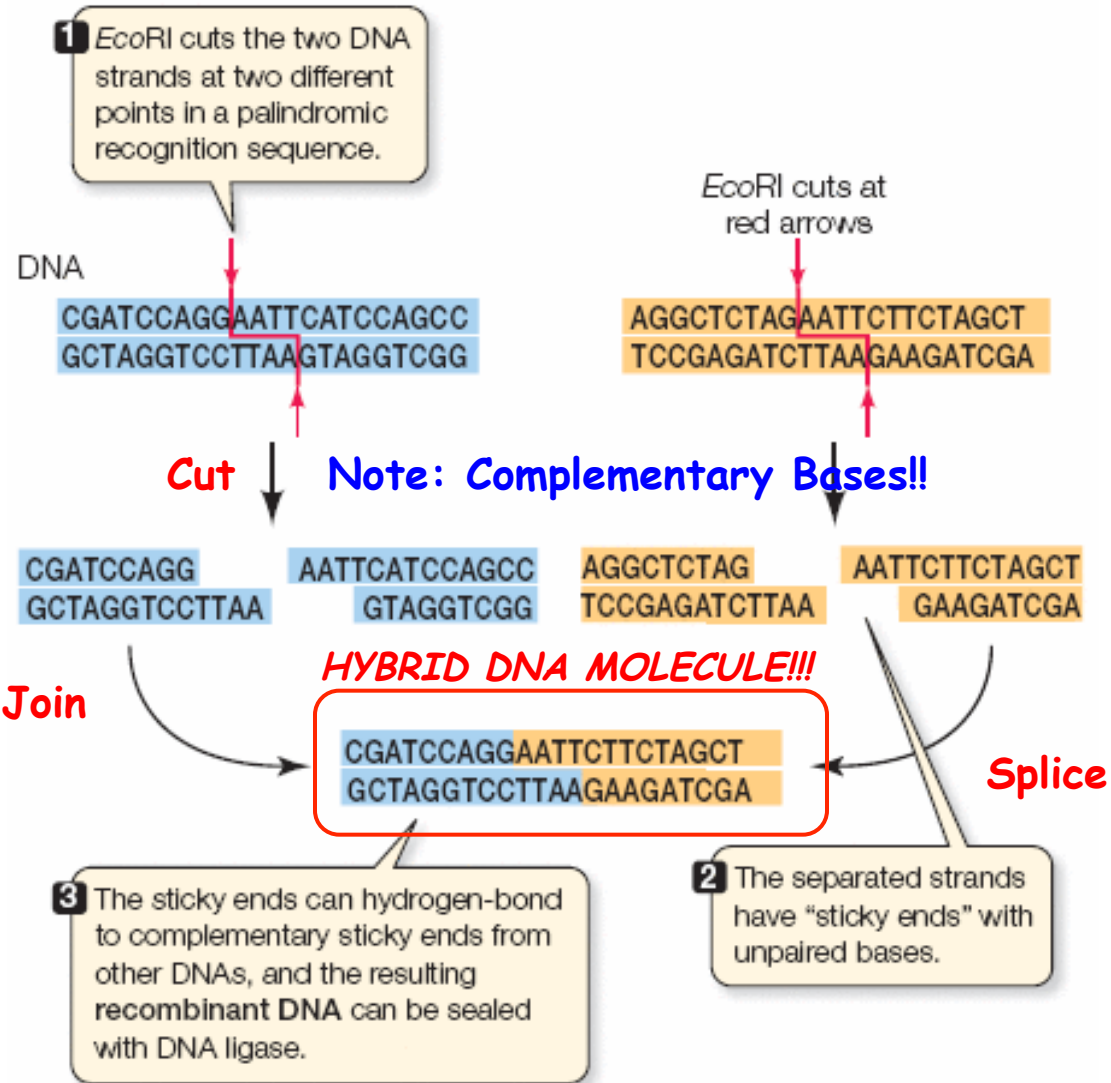 1 EcoRI cuts the two DNA
strands at two different
points in a palindromic
recognition sequence.
EcoRI cuts at
red arrows
DNA
CGATCCAGGAATTCATCCAGCC
GCTAGGTCCTTAAGTAGGTCGG
AGGCTCTAGAATTCTTCTAGCT
TCCGAGATCTTAAGAAGATCGA
Cut
Note: Complementary Bases!!
CGATCCAGG
GCTAGGTCCTTAA
AATTCATCCAGCC
GTAGGTCGG
AGGCTCTAG
TCCGAGATCTTAA
AATTCTTCTAGCT
GAAGATCGA
HYBRID DNA MOLECULE!!!
Join
CGATCCAGGAATTCTTCTAGCT
GCTAGGTCCTTAAGAAGATCGA
Splice
3 The sticky ends can hydrogen-bond
to complementary sticky ends from
other DNAs, and the resulting
recombinant DNA can be sealed
with DNA ligase.
2 The separated strands
have “sticky ends” with
unpaired bases.